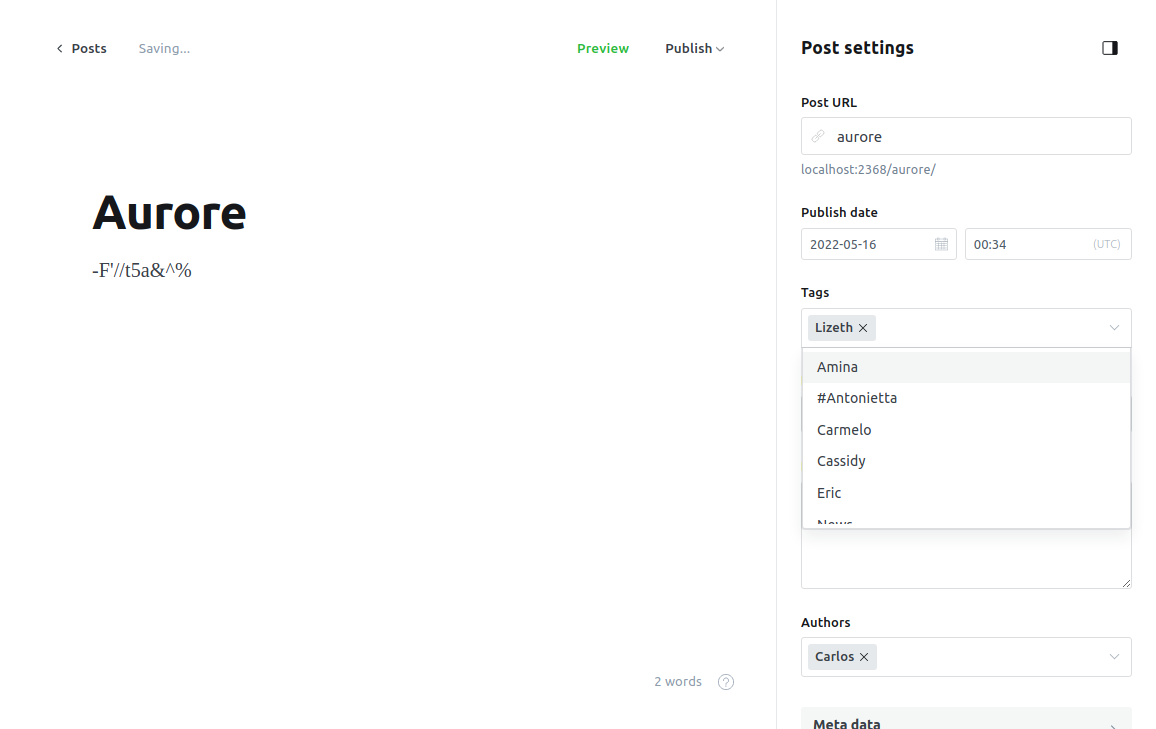 Posts Saving... Preview Publish
Aurore
-F'//t5a&^%
2 words
Post settings
Post URL
aurore
localhost:2368/aurore/
Publish date
2022-05-16 00:34 (UTC)
Tags
Lizeth
Amina
#Antonietta
Carmelo
Cassidy
Eric
News
Authors
Carlos
Meta data